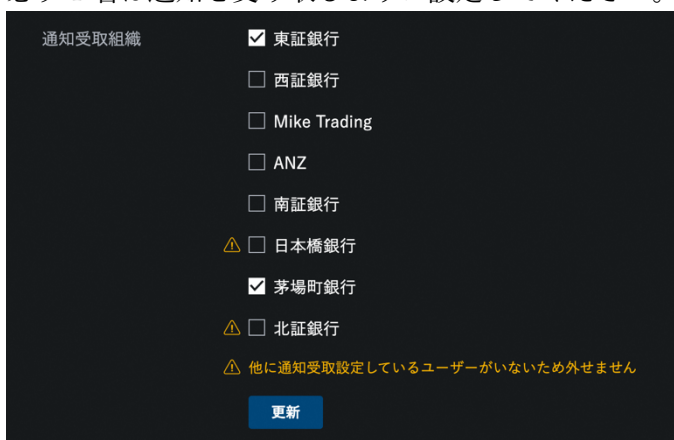 通知受取組織
東証銀行
西証銀行
Mike Trading
ANZ
南証銀行
日本橋銀行
茅場町銀行
北証銀行
他に通知受取設定しているユーザーがいないため外せません
更新